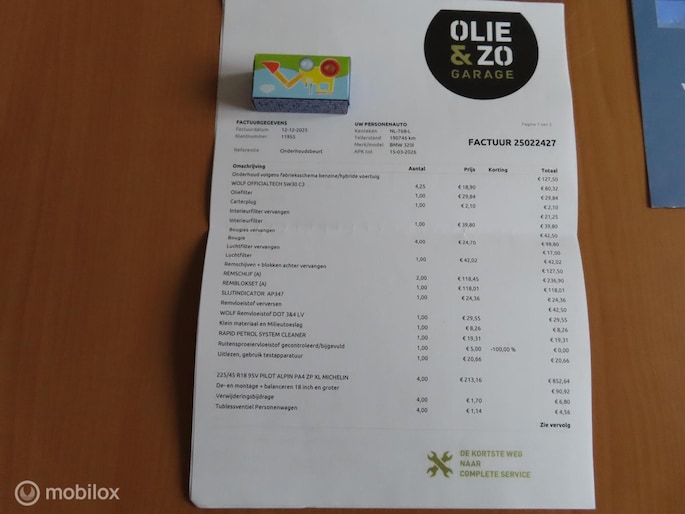 OLIE
& ZO
GARAGE
FACTUURGEGEVENS
Factuurdatum 12-12-2025
Klantnummer 11955
Referentie Onderhoudsbeurt
UW PERSONENAUTO
Kenteken NL-758-L
Tellerstand 190746 km
Merk/model BMW 325i
APK tot 15-03-2026
Pagina 1 van 2
FACTUUR 25022427
Omschrijving Aantal Prijs Korting Totaal
Onderhoud volgens fabrieksschema benzine/hybride voertuig € 127,50
WOLF OFFICIALTECH 5W30 C3 4,25 € 18,90 € 80,32
Oliefilter 1,00 € 29,84 € 29,84
Carterplug 1,00 € 2,10 € 2,10
Interieurfilter vervangen € 21,25
Interieurfilter 1,00 € 39,80 € 39,80
Bougies vervangen € 42,50
Bougie 4,00 € 24,70 € 98,80
Luchtfilter vervangen € 17,00
Luchtfilter 1,00 € 42,02 € 42,02
Remschijven + blokken achter vervangen € 127,50
REMSCHIJF (A) 2,00 € 118,45 € 236,90
REMBLOKSET (A) 1,00 € 118,01 € 118,01
SLIJTINDICATOR AP347 1,00 € 24,36 € 24,36
Remvloeistof verversen € 42,50
WOLF Remvloeistof DOT 3&4 LV 1,00 € 29,55 € 29,55
Klein materiaal en Milieutoeslag 1,00 € 8,26 € 8,26
RAPID PETROL SYSTEM CLEANER 1,00 € 19,31 € 19,31
Ruitensproeiervloeistof gecontroleerd/bijgevuld 1,00 € 5,00 -100,00 % € 0,00
Uitlezen, gebruik testapparatuur 1,00 € 20,66 € 20,66
225/45 R18 95V PILOT ALPIN PA4 ZP XL MICHELIN 4,00 € 213,16 € 852,64
De- en montage + balanceren 18 inch en groter € 90,92
Verwijderingsbijdrage 4,00 € 1,70 € 6,80
Tubelessventiel Personenwagen 4,00 € 1,14 € 4,56
Zie vervolg
DE KORTSTE WEG
NAAR
COMPLETE SERVICE
mobilox